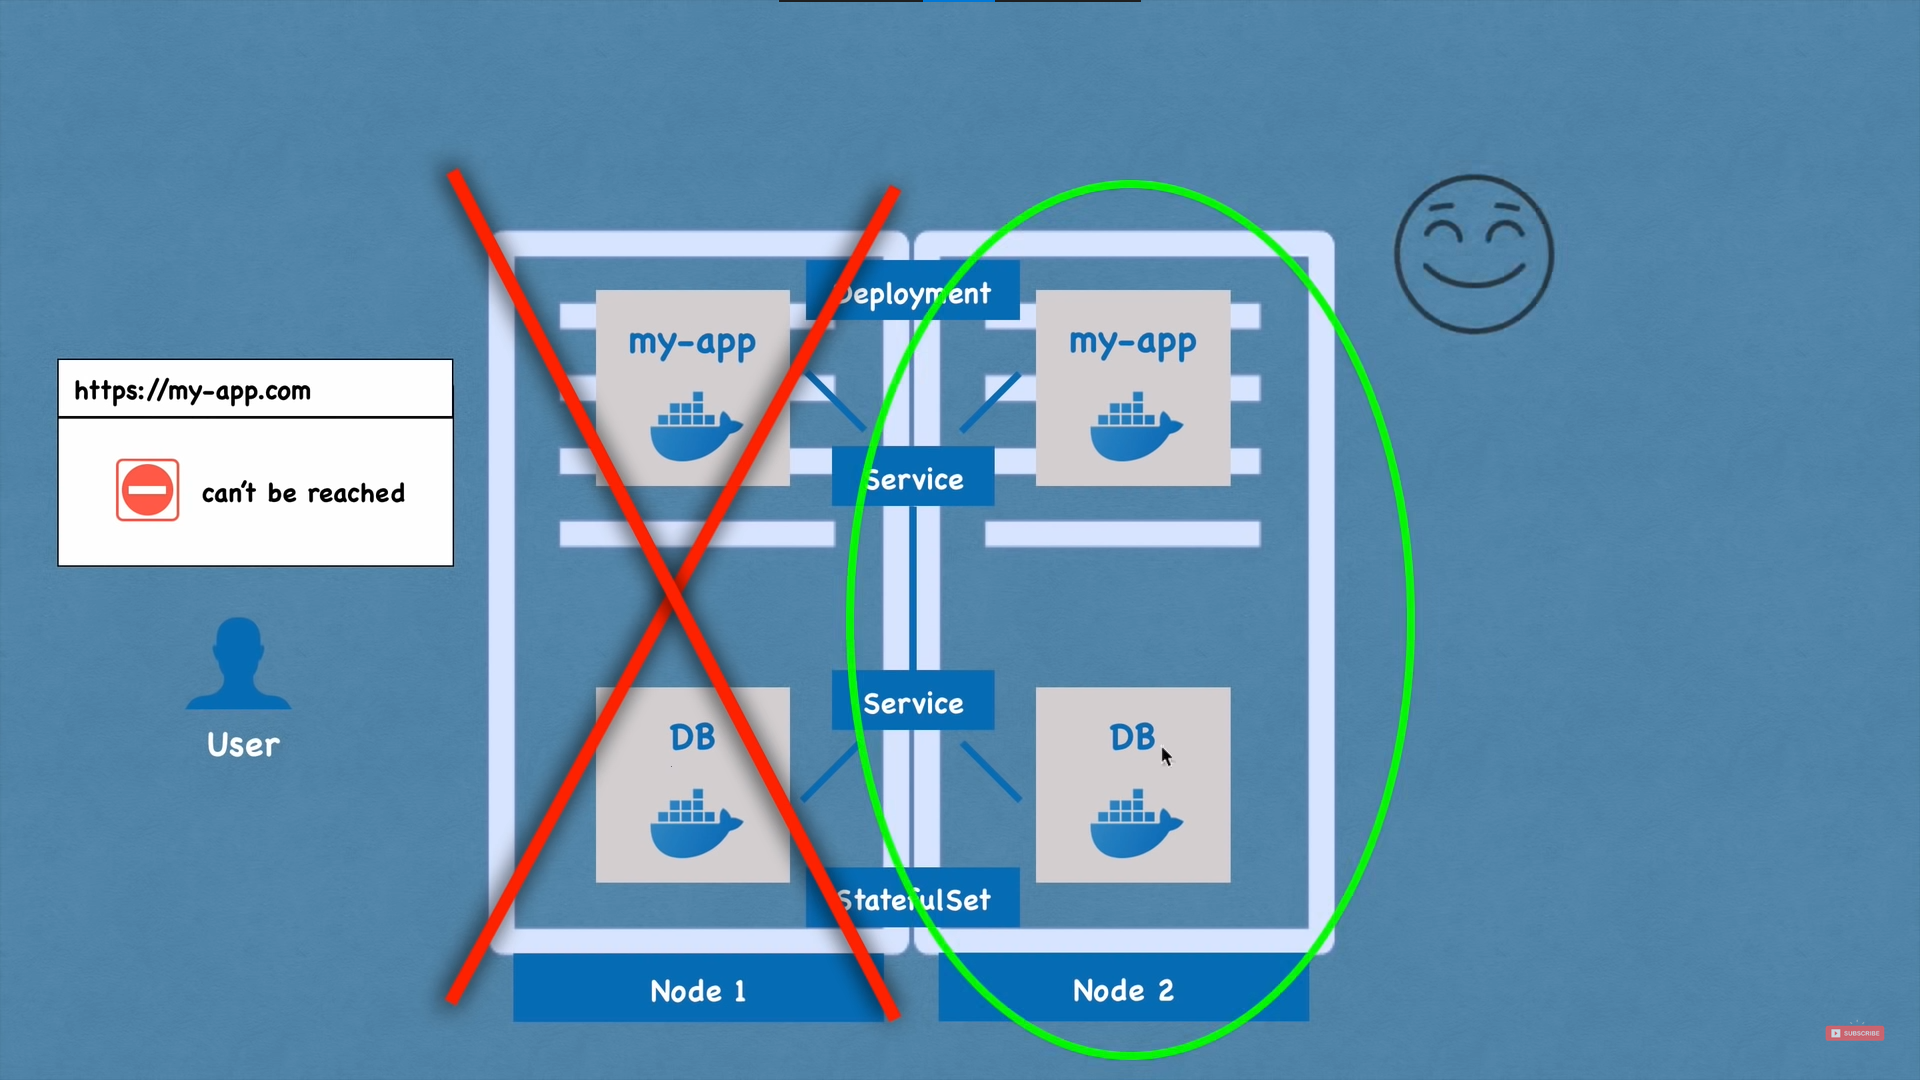 https://my-app.com
can't be reached
User
Deployment
my-app
my-app
Service
Service
DB
DB
StatefulSet
Node 1
Node 2
SUBSCRIBE